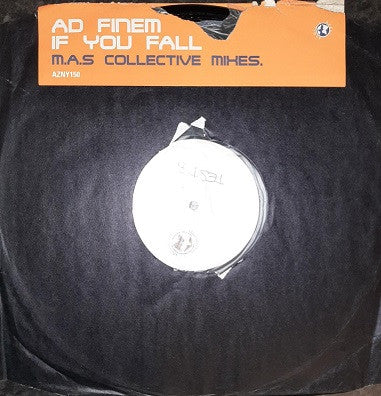 AD FINEM
IF YOU FALL
M.A.S COLLECTIVE MIXES.
AZNY150